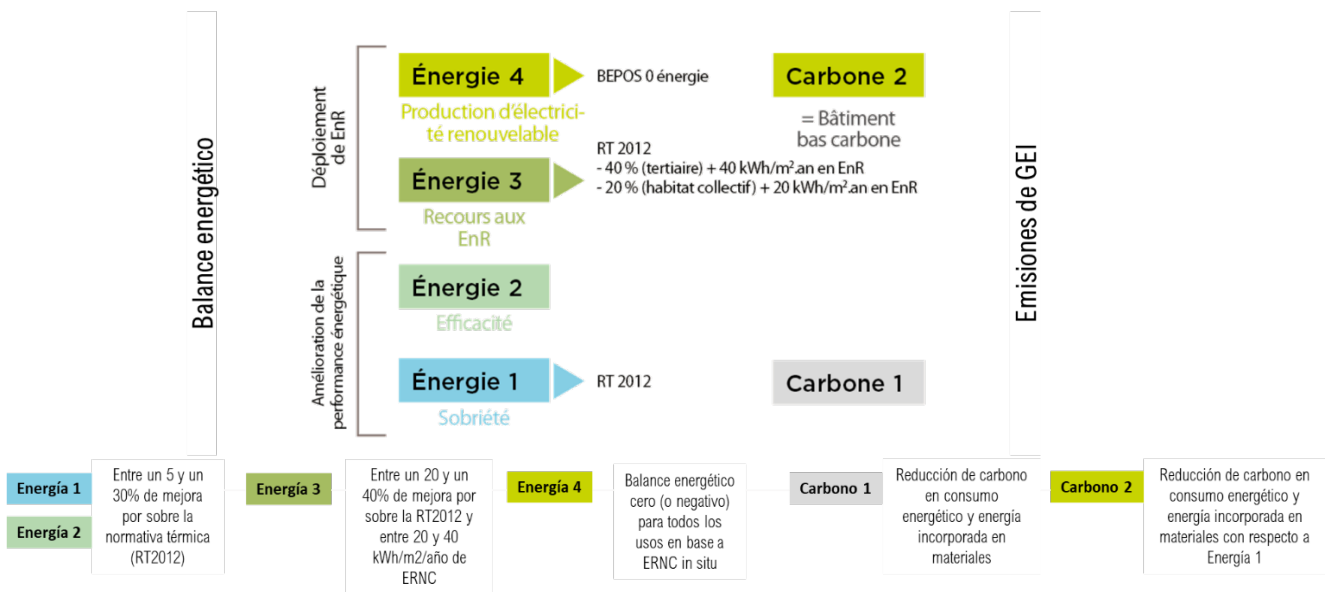 Balance energético
Déploiement
de EnR
Énergie 4
BEPOS 0 énergie
Carbone 2
Production d'électrici-
té renouvelable
= Bâtiment
bas carbone
RT 2012
- 40 % (tertiaire) + 40 kWh/m².an en EnR
- 20 % (habitat collectif) + 20 kWh/m².an en EnR
Énergie 3
Recours aux
EnR
Emisiones de GEI
Amélioration de la
performance énergétique
Énergie 2
Efficacité
Énergie 1
RT 2012
Carbone 1
Sobriété
Energía 1
Energía 2
Entre un 5 y un
30% de mejora
por sobre la
normativa térmica
(RT2012)
Energía 3
Entre un 20 y un
40% de mejora por
sobre la RT2012 y
entre 20 y 40
kWh/m2/año de
ERNC
Energía 4
Balance energético
cero (o negativo)
para todos los
usos en base a
ERNC in situ
Carbono 1
Reducción de carbono
en consumo
energético y energía
incorporada en
materiales
Carbono 2
Reducción de carbono en
consumo energético y
energía incorporada en
materiales con respecto a
Energía 1